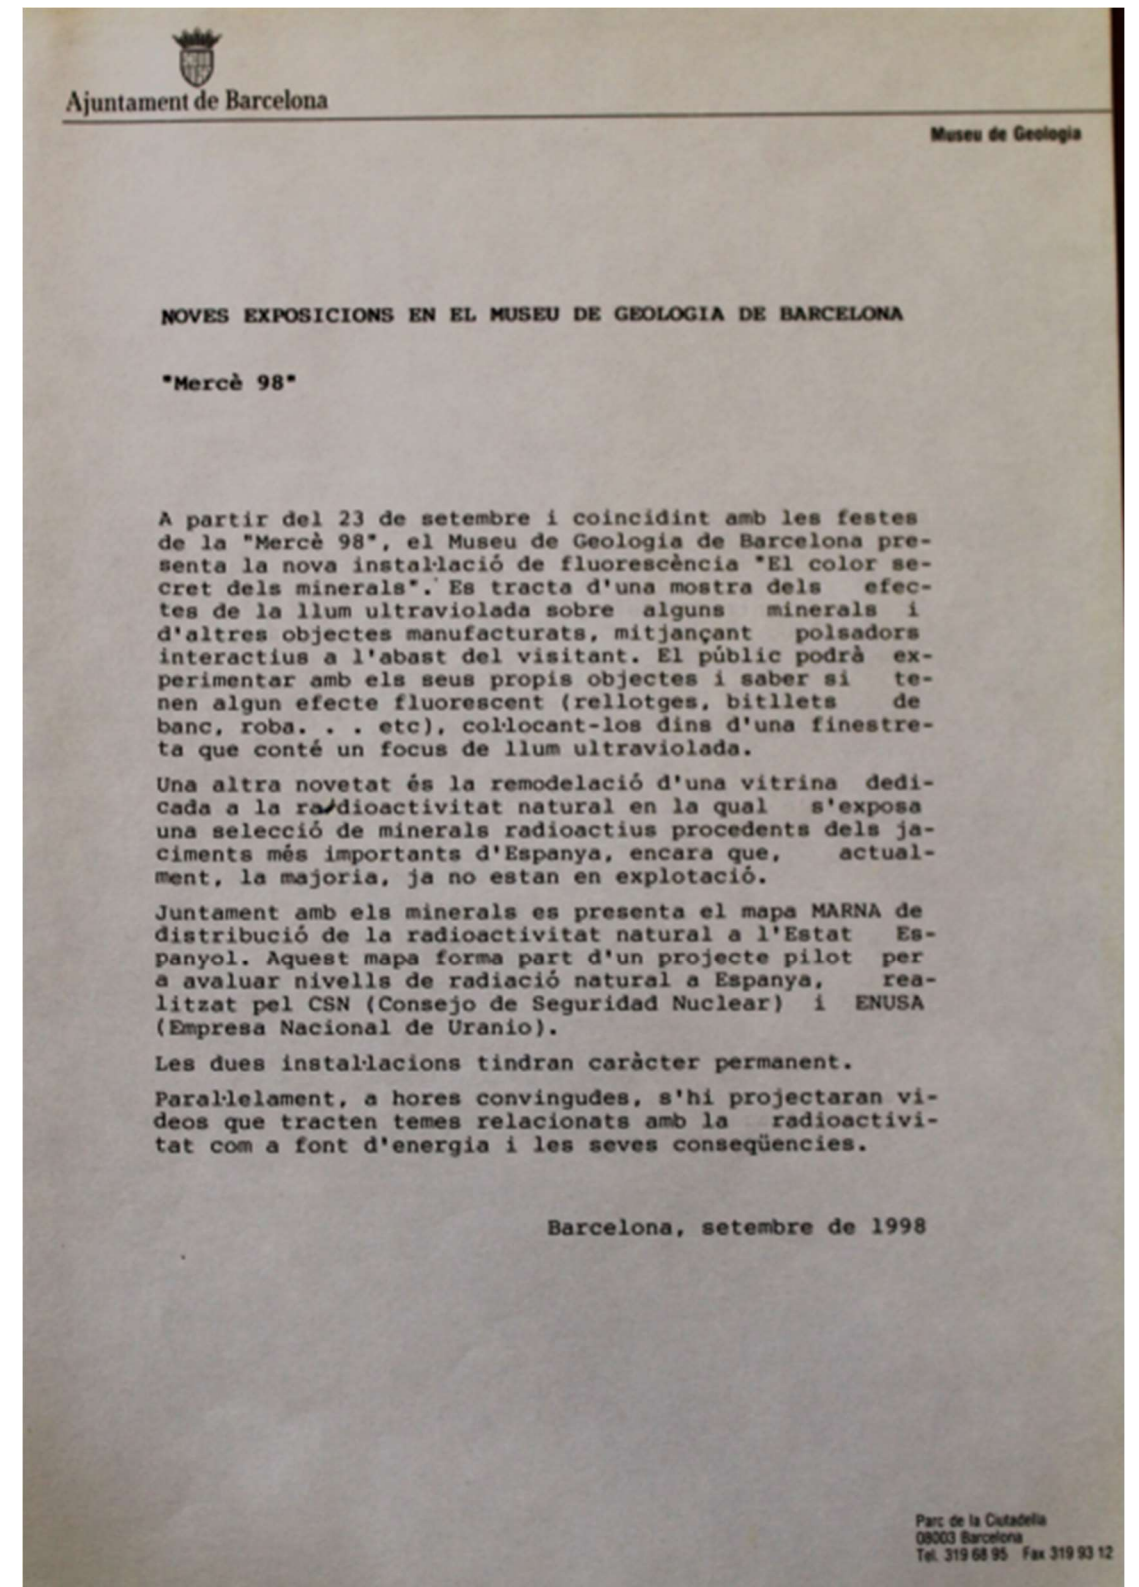 Ajuntament de Barcelona
Museu de Geologia
NOVES EXPOSICIONS EN EL MUSEU DE GEOLOGIA DE BARCELONA
"Mercè 98"
A partir del 23 de setembre i coincidint amb les festes
de la "Mercè 98", el Museu de Geologia de Barcelona pre-
senta la nova instal·lació de fluorescència "El color se-
cret dels minerals". Es tracta d'una mostra dels efec-
tes de la llum ultraviolada sobre alguns minerals i
d'altres objectes manufacturats, mitjançant polsadors
interactius a l'abast del visitant. El públic podrà ex-
perimentar amb els seus propis objectes i saber si te-
nen algun efecte fluorescent (rellotges, bitllets de
banc, roba. . . etc), col·locant-los dins d'una finestre-
ta que conté un focus de llum ultraviolada.
Una altra novetat és la remodelació d'una vitrina dedi-
cada a la radioactivitat natural en la qual s'exposa
una selecció de minerals radioactius procedents dels ja-
ciments més importants d'Espanya, encara que, actual-
ment, la majoria, ja no estan en explotació.
Juntament amb els minerals es presenta el mapa MARNA de
distribució de la radioactivitat natural a l'Estat Es-
panyol. Aquest mapa forma part d'un projecte pilot per
a avaluar nivells de radiació natural a Espanya, rea-
litzat pel CSN (Consejo de Seguridad Nuclear) i ENUSA
(Empresa Nacional de Uranio).
Les dues instal·lacions tindran caràcter permanent.
Paral·lelament, a hores convingudes, s'hi projectaran vi-
deos que tracten temes relacionats amb la radioactivi-
tat com a font d'energia i les seves conseqüencies.
Barcelona, setembre de 1998
Parc de la Ciutadella
08003 Barcelona
Tel. 319 68 95 Fax 319 93 12